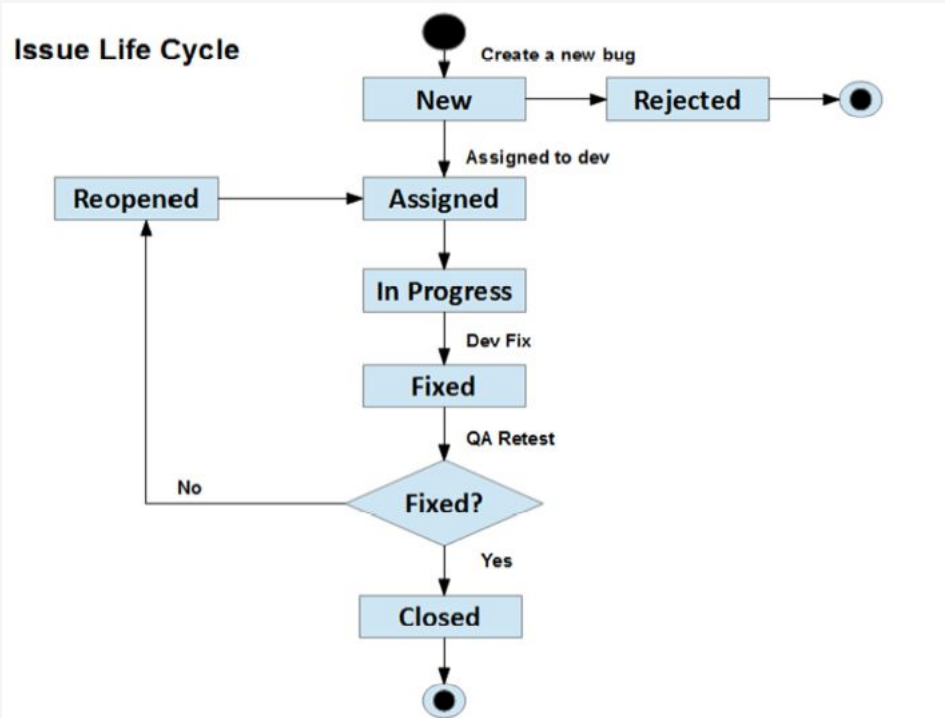 Issue Life Cycle
Create a new bug
New
Rejected
Assigned to dev
Reopened
Assigned
In Progress
Dev Fix
Fixed
QA Retest
No
Fixed?
Yes
Closed